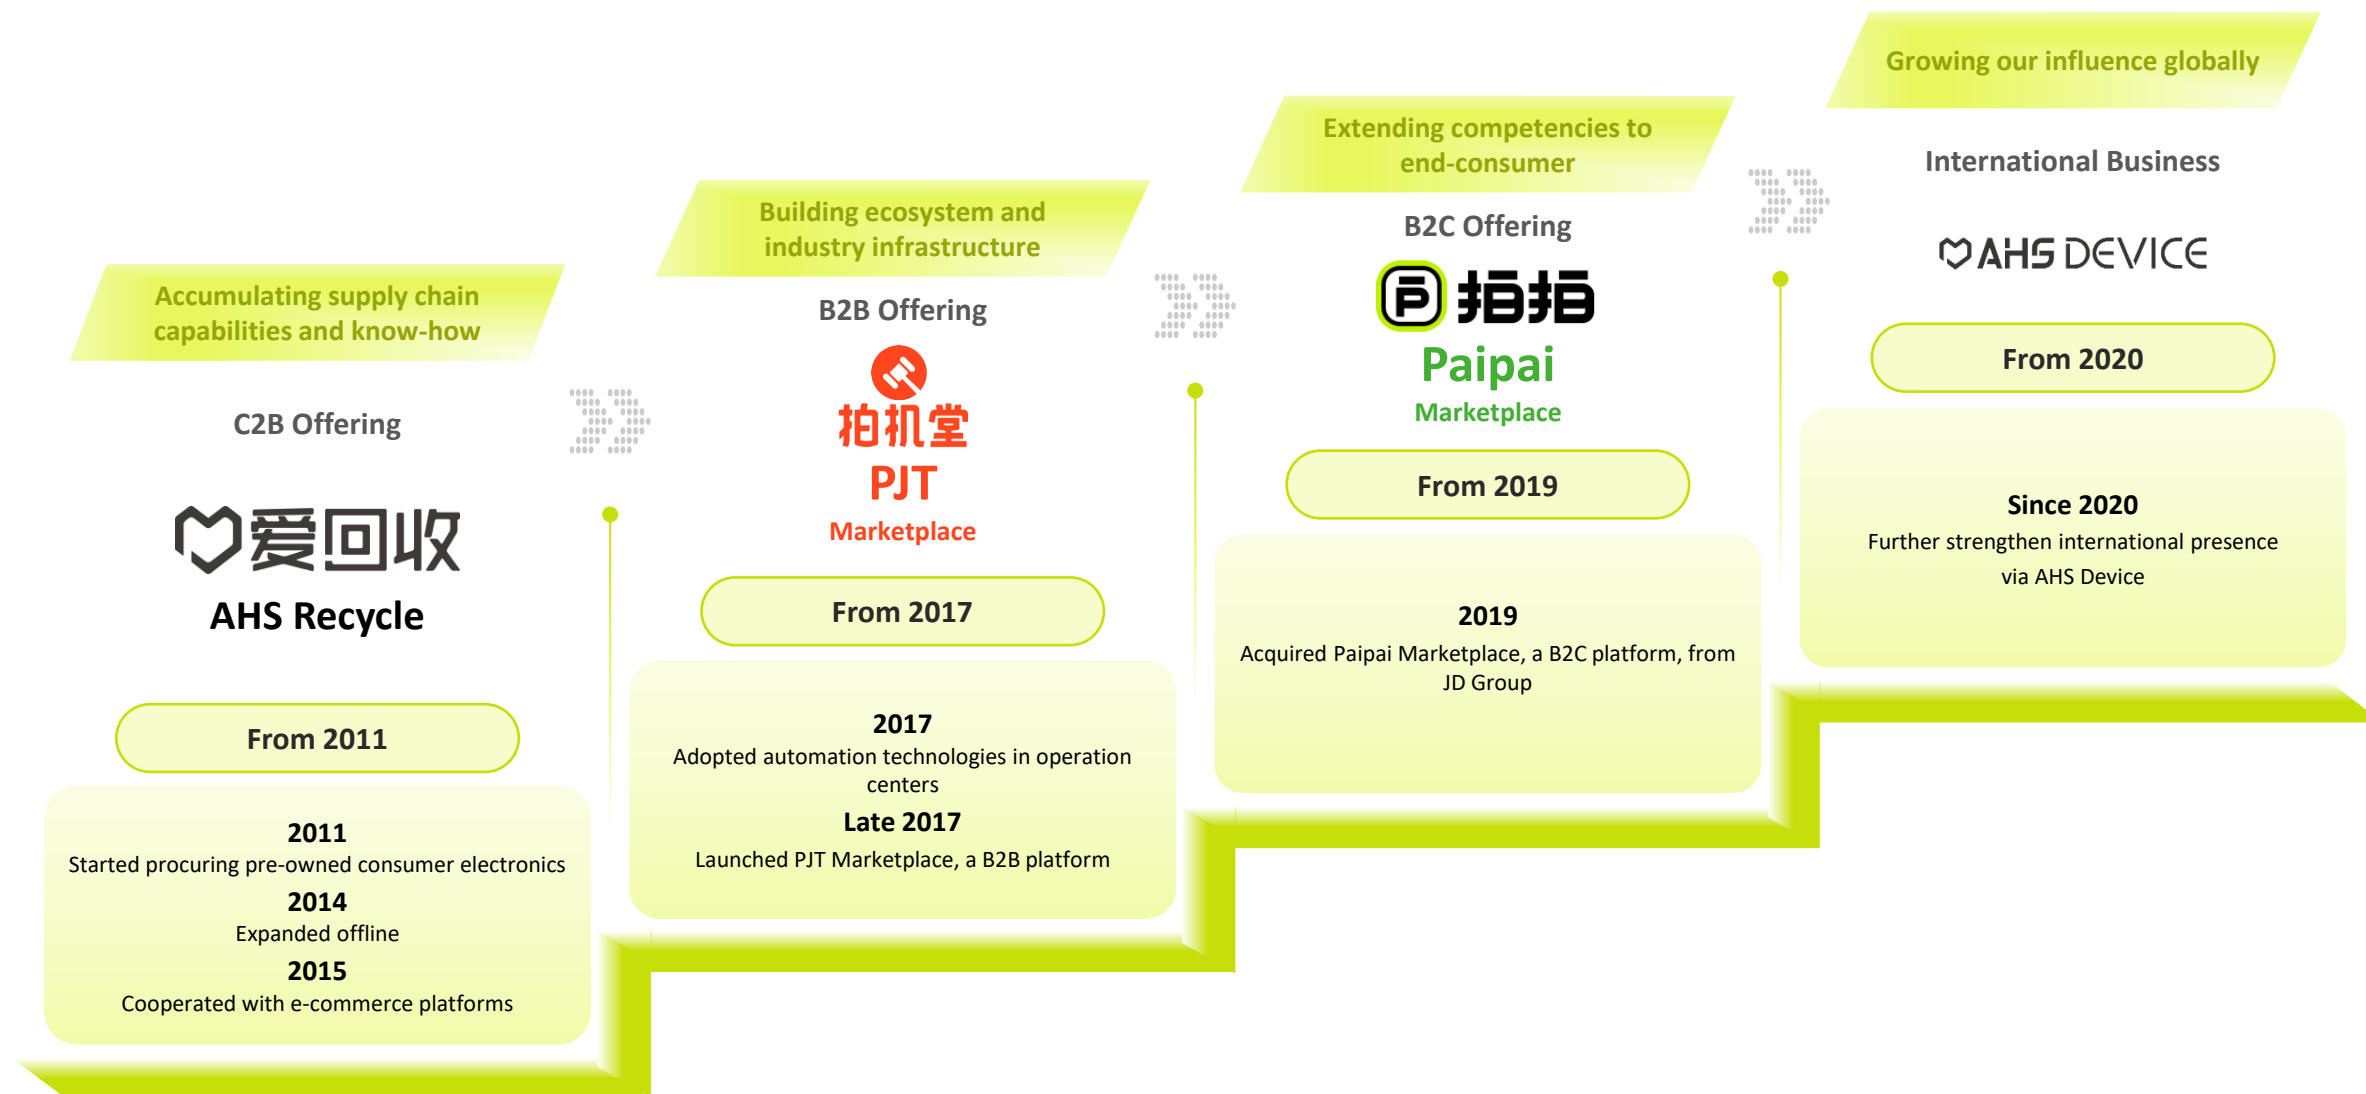 Accumulating supply chain
capabilities and know-how
C2B Offering
爱回收
AHS Recycle
From 2011
2011
Started procuring pre-owned consumer electronics
2014
Expanded offline
2015
Cooperated with e-commerce platforms
Building ecosystem and
industry infrastructure
B2B Offering
拍机堂
PJT
Marketplace
From 2017
2017
Adopted automation technologies in operation
centers
Late 2017
Launched PJT Marketplace, a B2B platform
Extending competencies to
end-consumer
B2C Offering
P 拍拍
Paipai
Marketplace
From 2019
2019
Acquired Paipai Marketplace, a B2C platform, from
JD Group
Growing our influence globally
International Business
AHS DEVICE
From 2020
Since 2020
Further strengthen international presence
via AHS Device